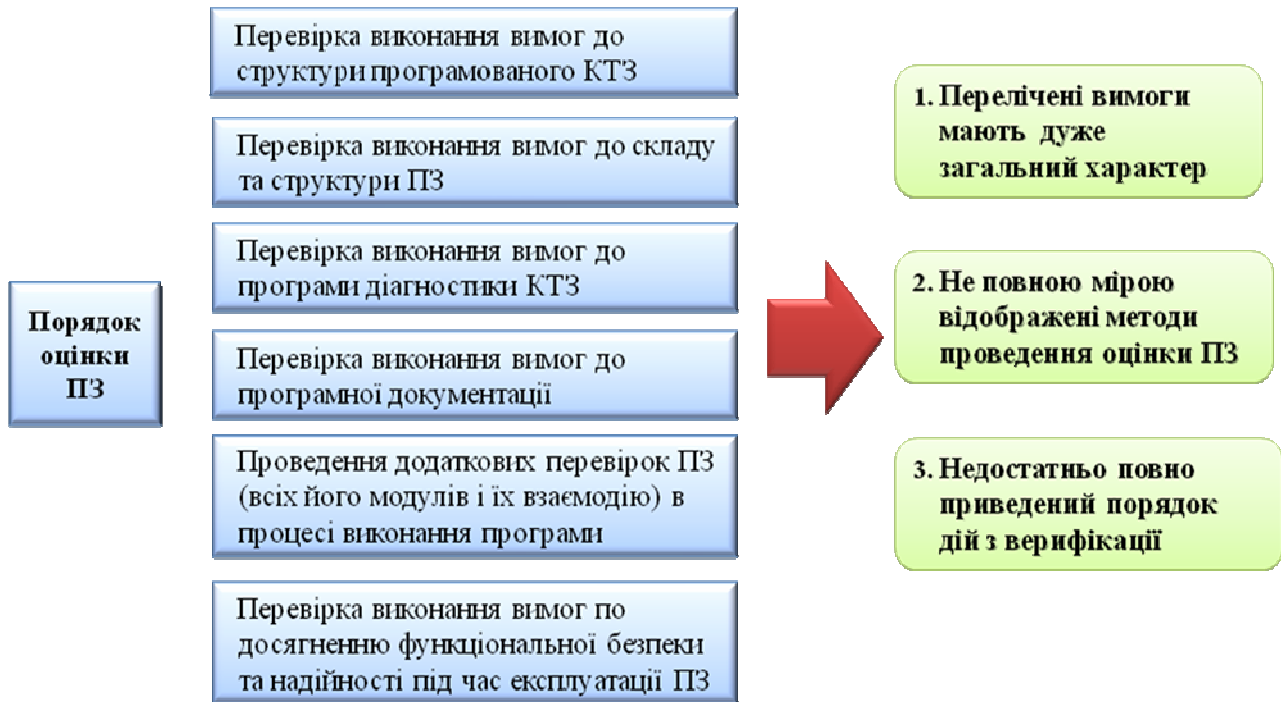 Порядок
оцінки
ПЗ
Перевірка виконання вимог до
структури програмованого КТЗ
Перевірка виконання вимог до складу
та структури ПЗ
Перевірка виконання вимог до
програми діагностики КТЗ
Перевірка виконання вимог до
програмної документації
Проведення додаткових перевірок ПЗ
(всіх його модулів і їх взаємодію) в
процесі виконання програми
Перевірка виконання вимог по
досягненню функціональної безпеки
та надійності під час експлуатації ПЗ
1. Перелічені вимоги
мають дуже
загальний характер
2. Не повною мірою
відображені методи
проведення оцінки ПЗ
3. Недостатньо повно
приведений порядок
дій з верифікації